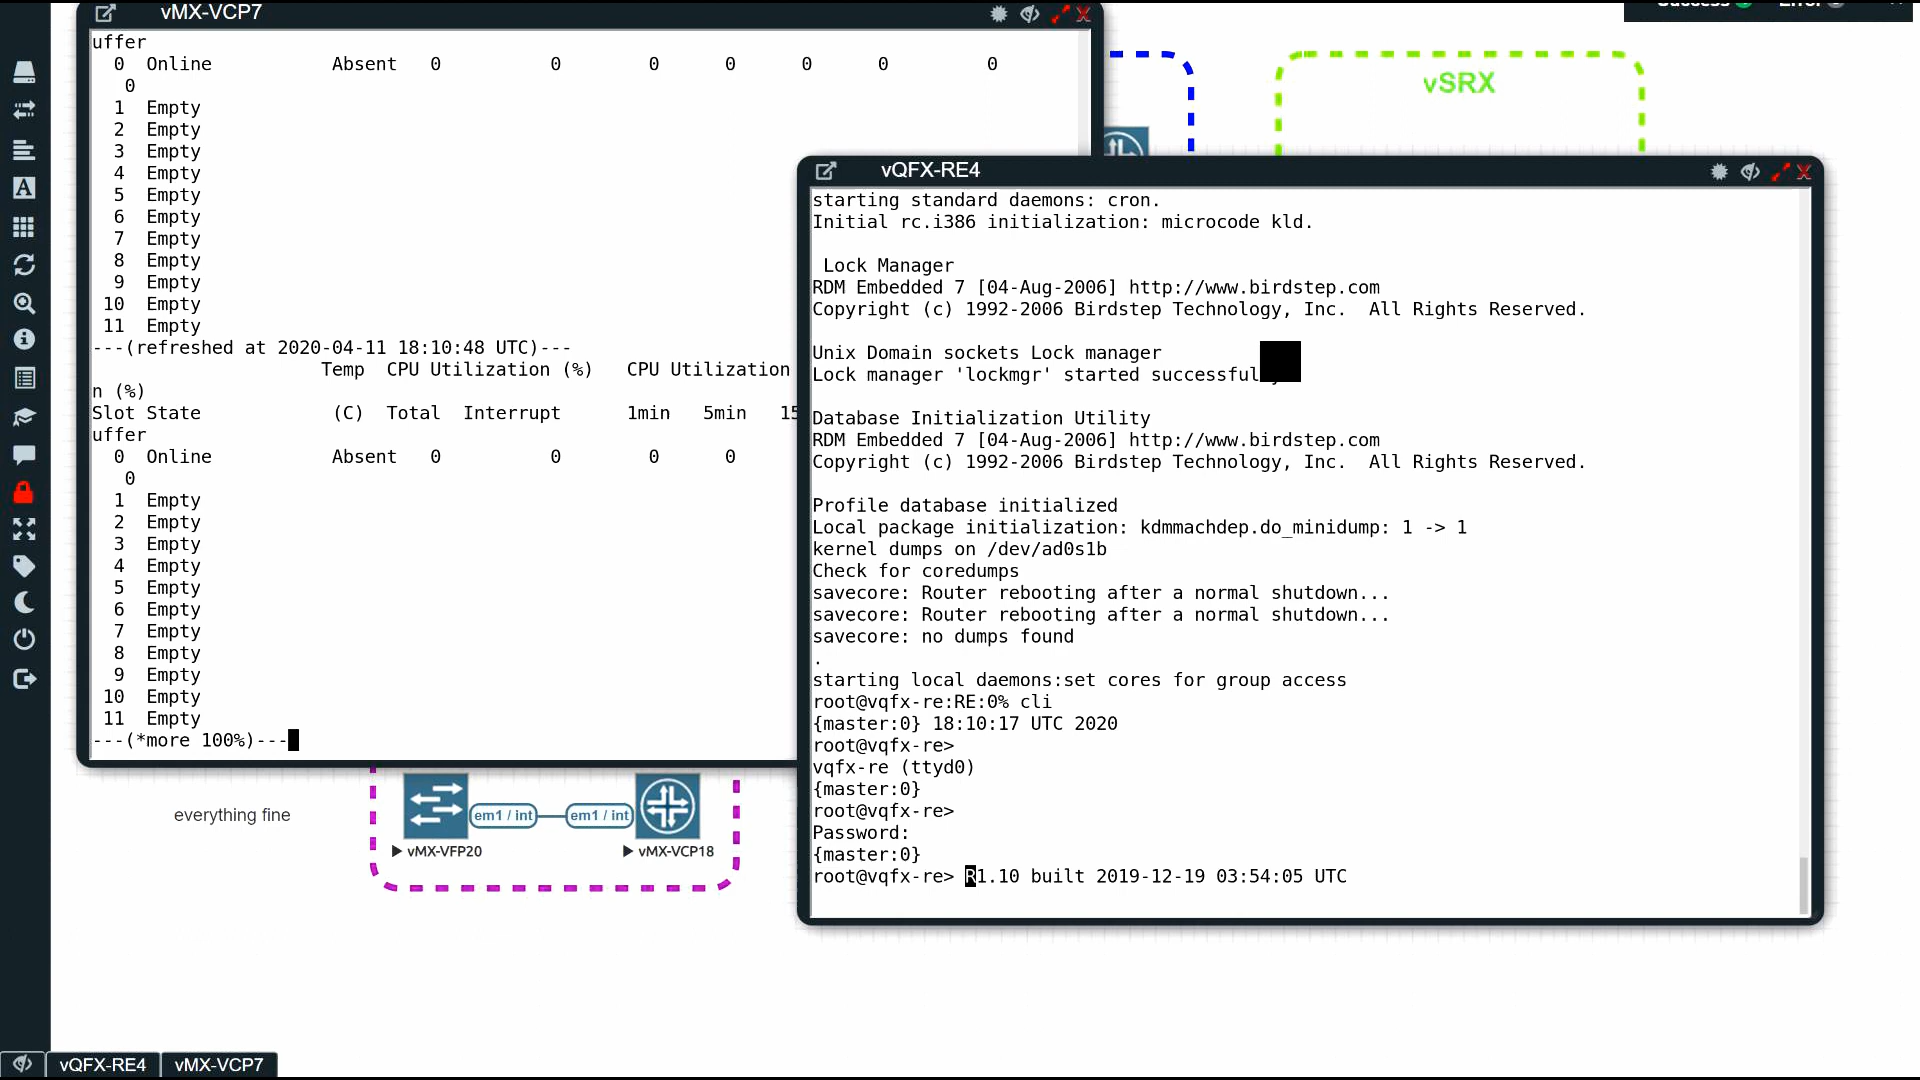 vMX-VCP7
uffer
0 Online Absent 0 0 0 0 0 0 0
0
1 Empty
2 Empty
3 Empty
4 Empty
5 Empty
6 Empty
7 Empty
8 Empty
9 Empty
10 Empty
11 Empty
---(refreshed at 2020-04-11 18:10:48 UTC)---
Temp CPU Utilization (%) CPU Utilization
n (%)
Slot State (C) Total Interrupt 1min 5min 15
uffer
0 Online Absent 0 0 0 0
0
1 Empty
2 Empty
3 Empty
4 Empty
5 Empty
6 Empty
7 Empty
8 Empty
9 Empty
10 Empty
11 Empty
---(*more 100%)---
vSRX
vQFX-RE4
starting standard daemons: cron.
Initial rc.i386 initialization: microcode kld.
Lock Manager
RDM Embedded 7 [04-Aug-2006] http://www.birdstep.com
Copyright (c) 1992-2006 Birdstep Technology, Inc. All Rights Reserved.
Unix Domain sockets Lock manager
Lock manager 'lockmgr' started
Database Initialization Utility
RDM Embedded 7 [04-Aug-2006] http://www.birdstep.com
Copyright (c) 1992-2006 Birdstep Technology, Inc. All Rights Reserved.
Profile database initialized
Local package initialization: kdmmachdep.do_minidump: 1 -> 1
kernel dumps on /dev/ad0s1b
Check for coredumps
savecore: Router rebooting after a normal shutdown...
savecore: Router rebooting after a normal shutdown...
savecore: no dumps found
.
starting local daemons:set cores for group access
root@vqfx-re:RE:0% cli
{master:0} 18:10:17 UTC 2020
root@vqfx-re>
vqfx-re (ttyd0)
{master:0}
root@vqfx-re>
Password:
{master:0}
root@vqfx-re> R1.10 built 2019-12-19 03:54:05 UTC
everything fine
em1 / int
em1 / int
vMX-VFP20
vMX-VCP18
vQFX-RE4
vMX-VCP7